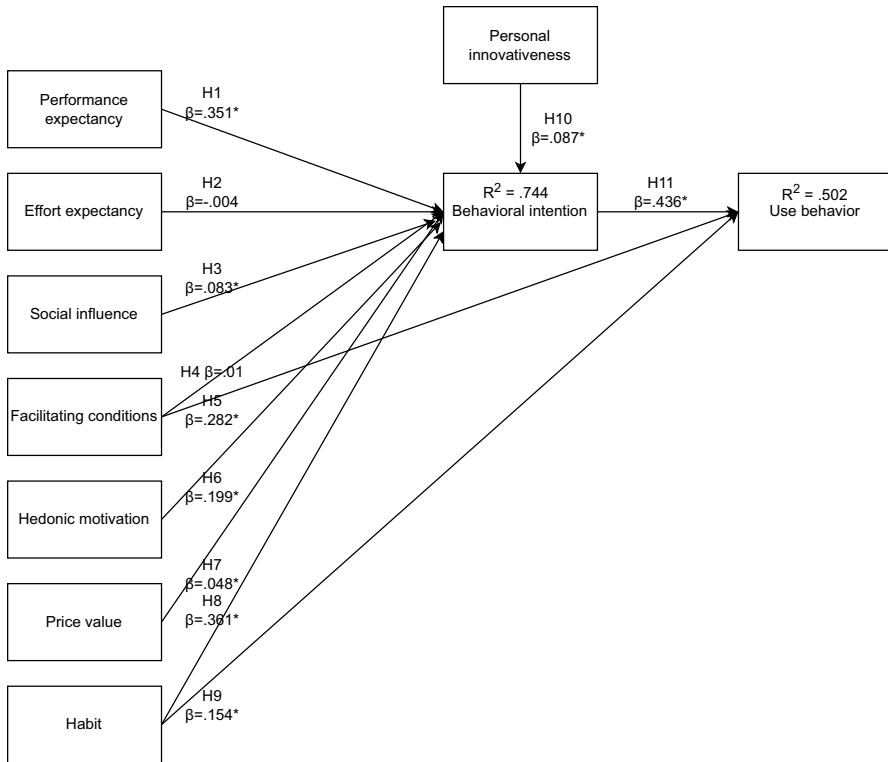 Personal
innovativeness
Performance
expectancy
H1
β=.351*
H10
β=.087*
Effort expectancy
H2
β=-.004
R² = .744
Behavioral intention
H11
β=.436*
R² = .502
Use behavior
Social influence
H3
β=.083*
Facilitating conditions
H4 β=.01
H5
β=.282*
Hedonic motivation
H6
β=.199*
Price value
H7
β=.048*
H8
β=.361*
Habit
H9
β=.154*